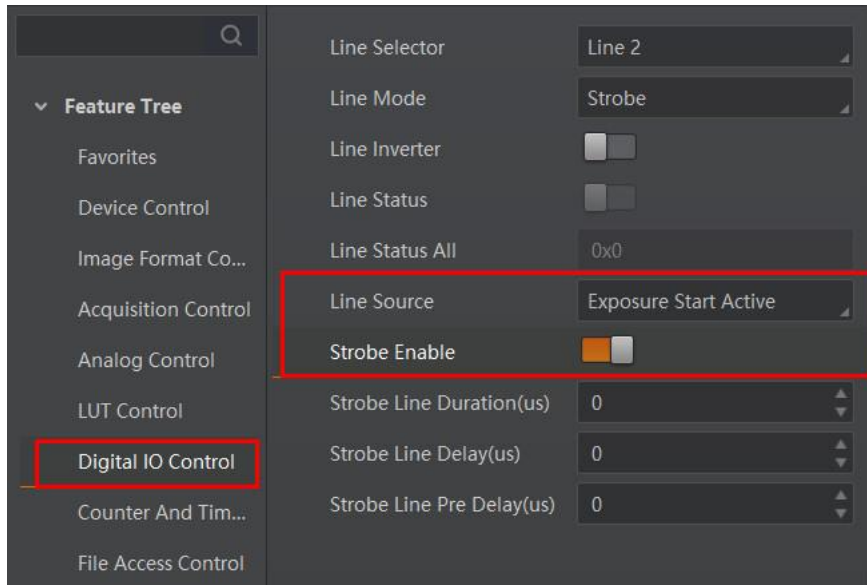 Feature Tree
Favorites
Device Control
Image Format Co...
Acquisition Control
Analog Control
LUT Control
Digital IO Control
Counter And Tim...
File Access Control
Line Selector Line 2
Line Mode Strobe
Line Inverter
Line Status
Line Status All 0x0
Line Source Exposure Start Active
Strobe Enable
Strobe Line Duration(us) 0
Strobe Line Delay(us) 0
Strobe Line Pre Delay(us) 0